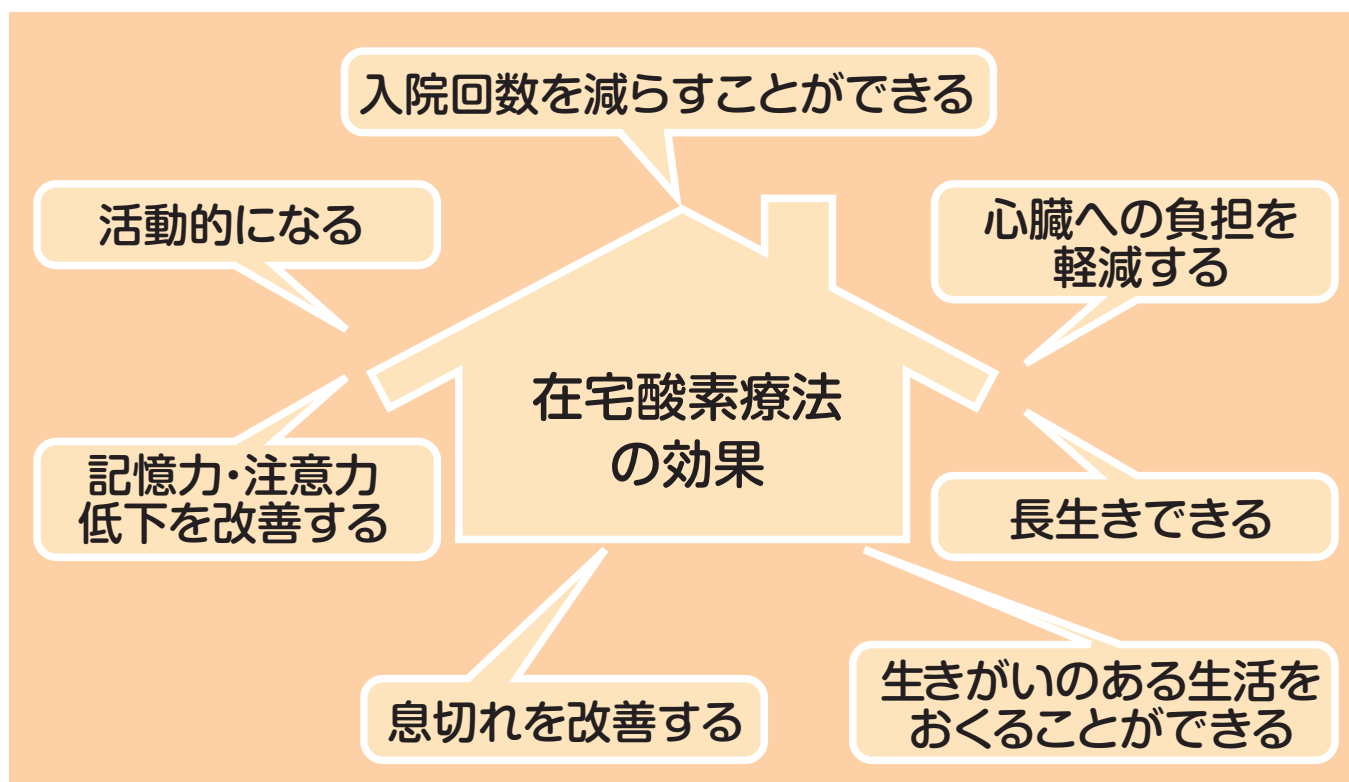 入院回数を減らすことができる
活動的になる
心臓への負担を
軽減する
在宅酸素療法
の効果
記憶力・注意力
低下を改善する
長生きできる
息切れを改善する
生きがいのある生活を
おくることができる